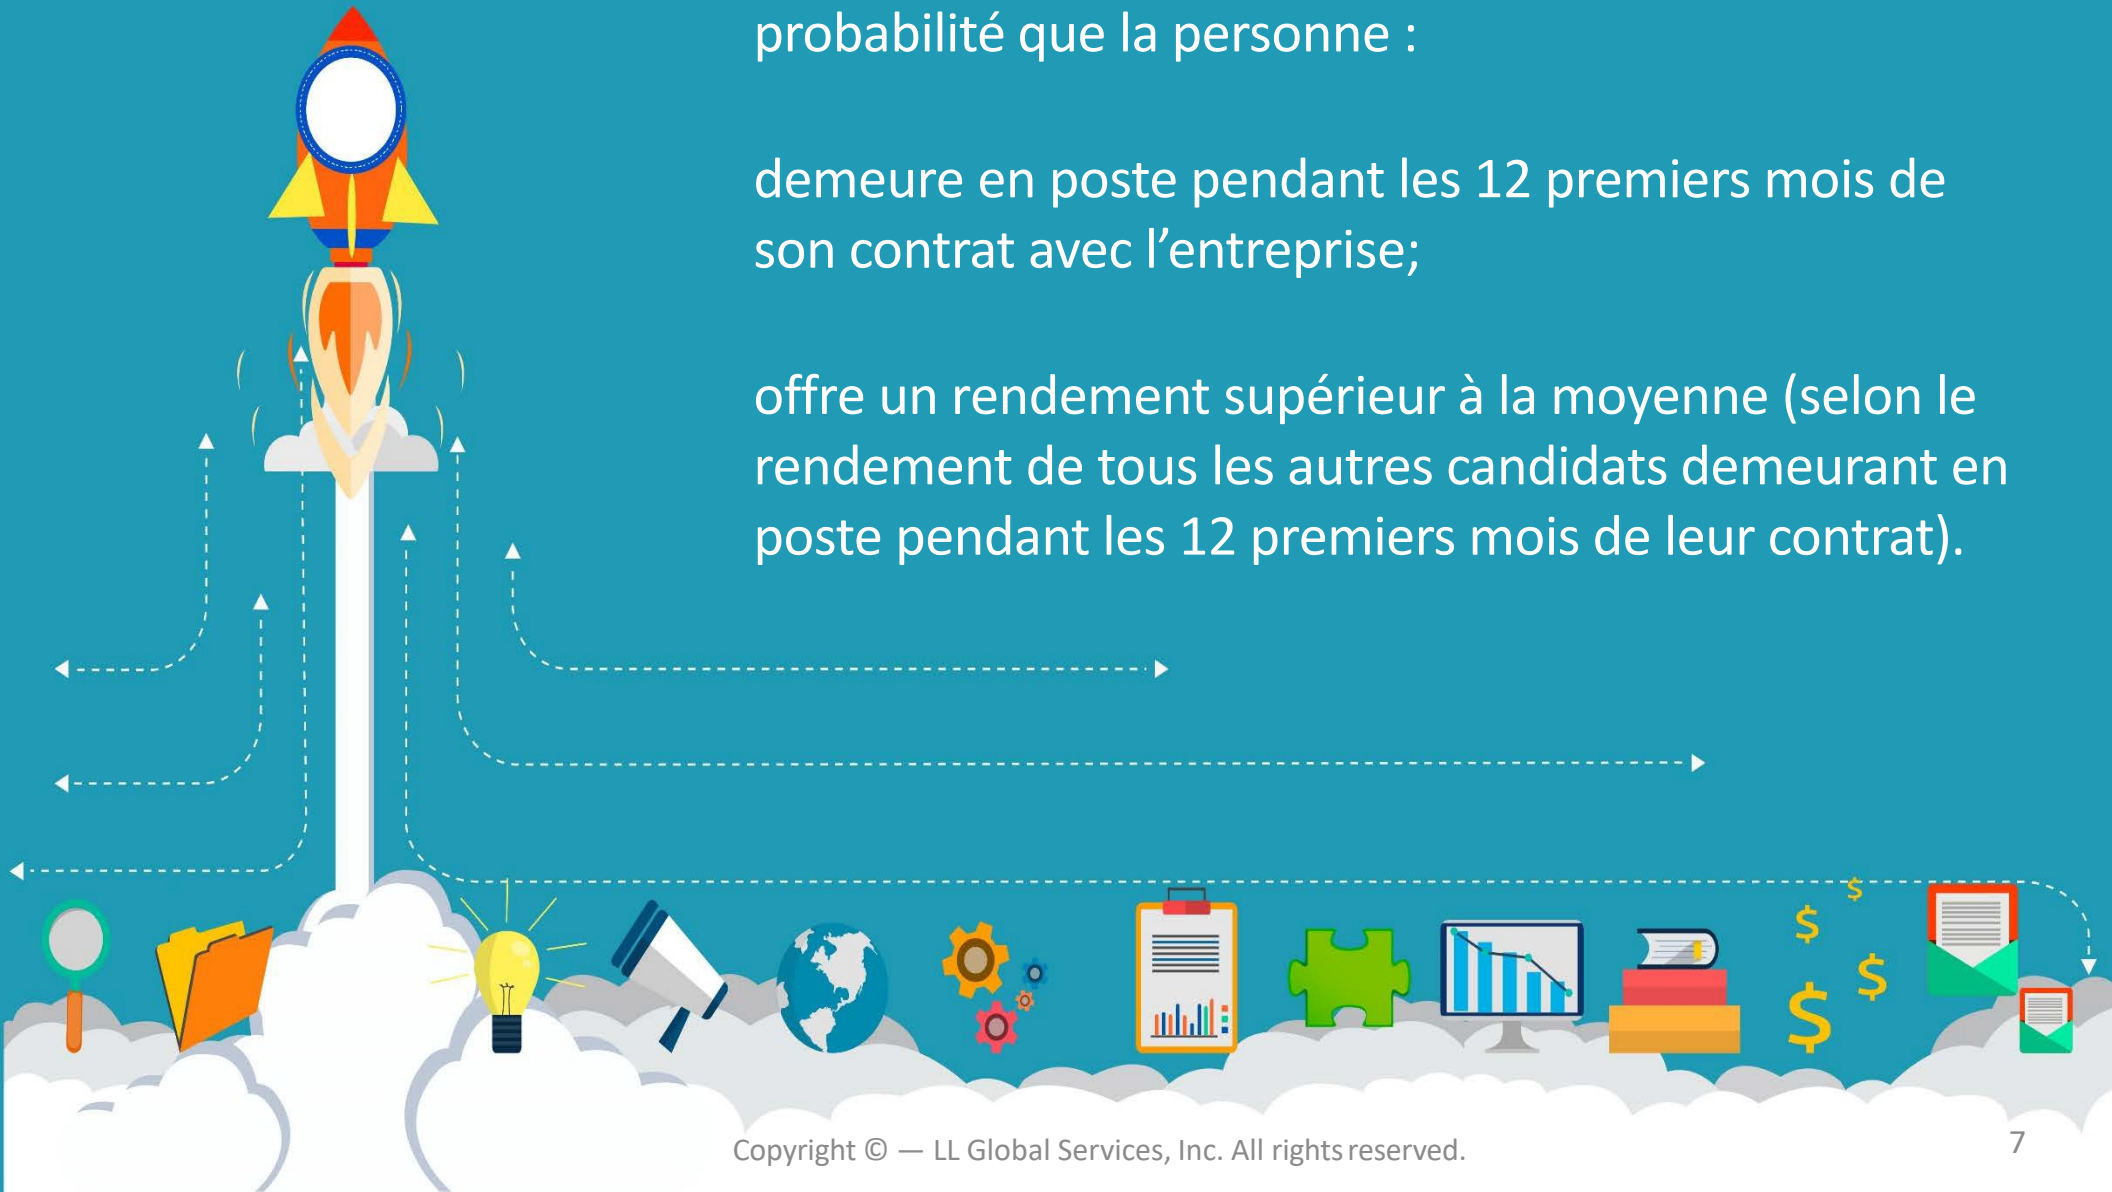 probabilité que la personne :
demeure en poste pendant les 12 premiers mois de
son contrat avec l’entreprise;
offre un rendement supérieur à la moyenne (selon le
rendement de tous les autres candidats demeurant en
poste pendant les 12 premiers mois de leur contrat).
$
$
$
$
Copyright © — LL Global Services, Inc. All rights reserved.
7